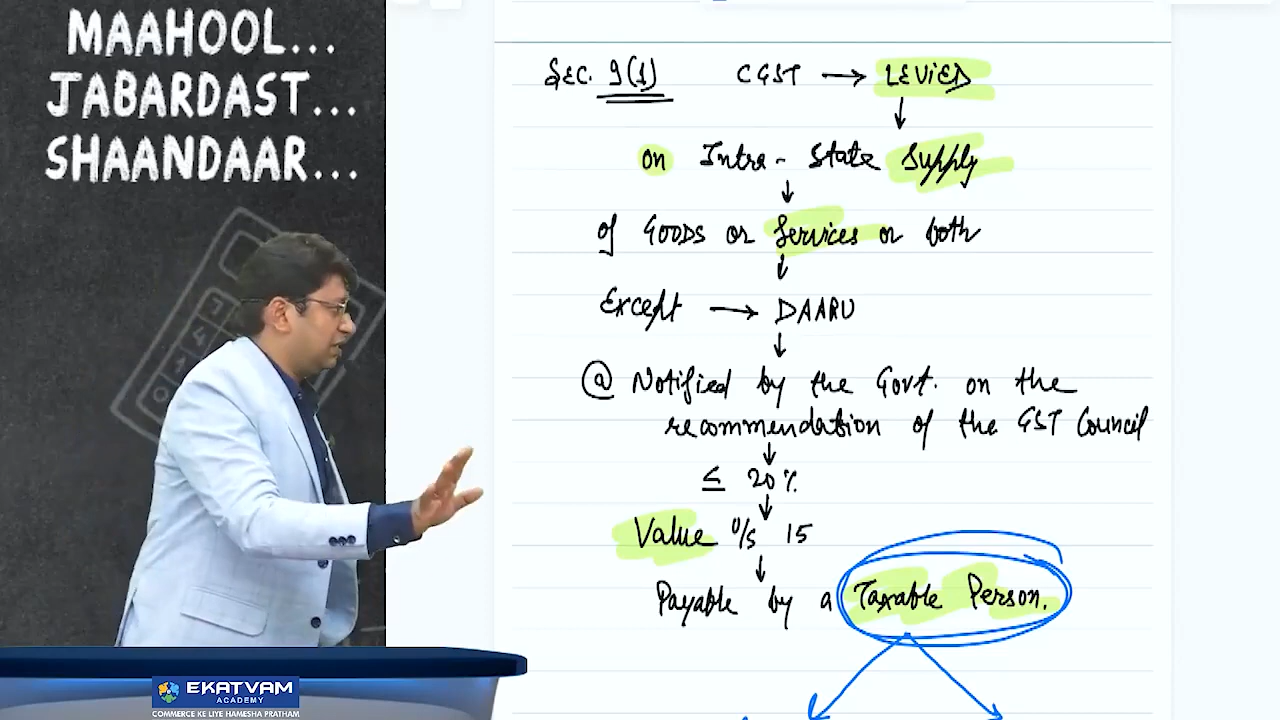 MAAHOOL...
JABARDAST...
SHAANDAAR...
SEC. 9(1) CGST → LEVIED
↓
on Intra-State Supply
↓
of GOODS or Services or both
↓
Except → DAARU
↓
@ Notified by the Govt. on the
recommendation of the GST Council
↓
≤ 20%
↓
Value u/s 15
↓
Payable by a Taxable Person.
EKATVAM
ACADEMY
COMMERCE KE LIYE HAMESHA PRATHAM